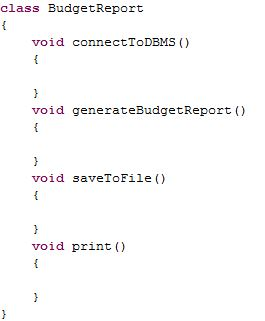 class BudgetReport
{
    void connectToDBMS()
    {

    }
    void generateBudgetReport()
    {

    }
    void saveToFile()
    {

    }
    void print()
    {

    }
}